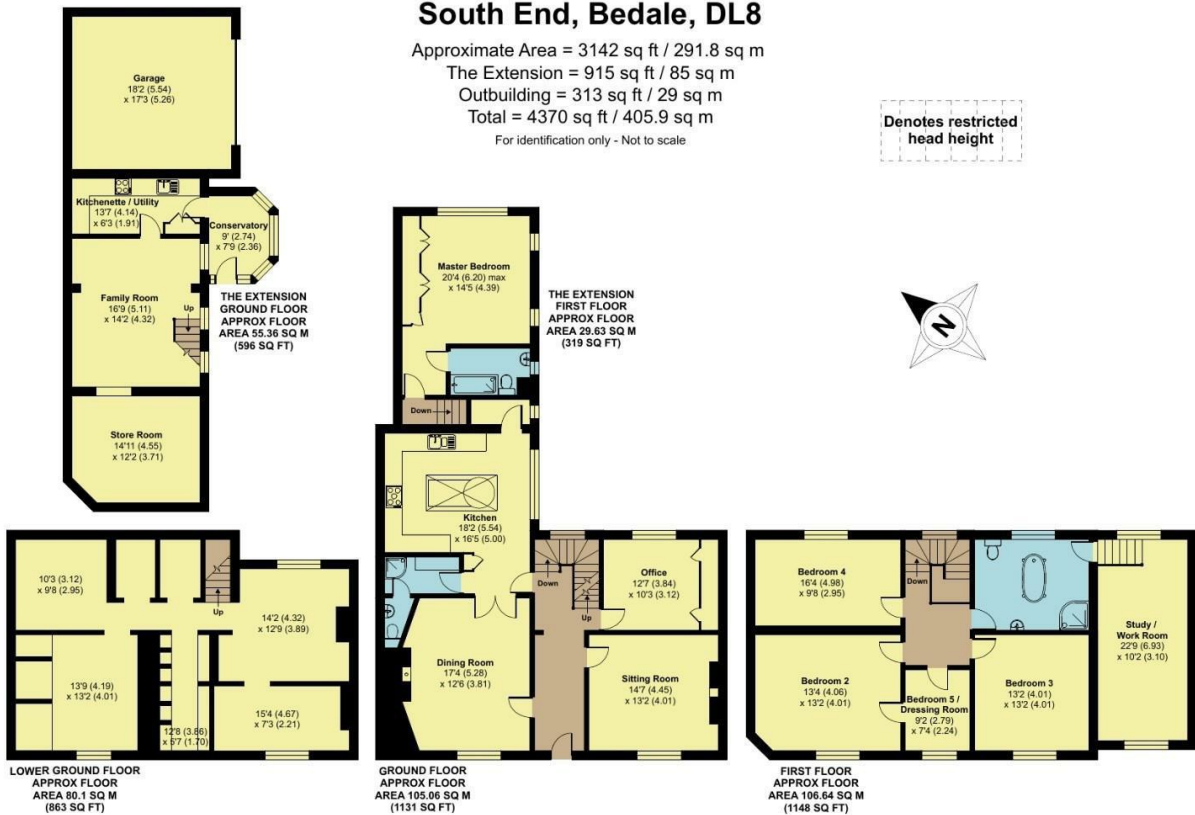 South End, Bedale, DL8
Approximate Area = 3142 sq ft / 291.8 sq m
The Extension = 915 sq ft / 85 sq m
Outbuilding = 313 sq ft / 29 sq m
Total = 4370 sq ft / 405.9 sq m
For identification only - Not to scale
Denotes restricted
head height
N
Garage
18'2 (5.54)
x 17'3 (5.26)
Kitchenette / Utility
13'7 (4.14)
x 6'3 (1.91)
Conservatory
9' (2.74)
x 7'9 (2.36)
Family Room
16'9 (5.11)
x 14'2 (4.32)
Up
THE EXTENSION
GROUND FLOOR
APPROX FLOOR
AREA 55.36 SQ M
(596 SQ FT)
Store Room
14'11 (4.55)
x 12'2 (3.71)
Master Bedroom
20'4 (6.20) max
x 14'5 (4.39)
THE EXTENSION
FIRST FLOOR
APPROX FLOOR
AREA 29.63 SQ M
(319 SQ FT)
Down
10'3 (3.12)
x 9'8 (2.95)
Up
14'2 (4.32)
x 12'9 (3.89)
13'9 (4.19)
x 13'2 (4.01)
12'8 (3.86)
x 5'7 (1.70)
15'4 (4.67)
x 7'3 (2.21)
LOWER GROUND FLOOR
APPROX FLOOR
AREA 80.1 SQ M
(863 SQ FT)
Kitchen
18'2 (5.54)
x 16'5 (5.00)
Down
Up
Office
12'7 (3.84)
x 10'3 (3.12)
Dining Room
17'4 (5.28)
x 12'6 (3.81)
Sitting Room
14'7 (4.45)
x 13'2 (4.01)
GROUND FLOOR
APPROX FLOOR
AREA 105.06 SQ M
(1131 SQ FT)
Bedroom 4
16'4 (4.98)
x 9'8 (2.95)
Down
Study /
Work Room
22'9 (6.93)
x 10'2 (3.10)
Bedroom 2
13'4 (4.06)
x 13'2 (4.01)
Bedroom 5 /
Dressing Room
9'2 (2.79)
x 7'4 (2.24)
Bedroom 3
13'2 (4.01)
x 13'2 (4.01)
FIRST FLOOR
APPROX FLOOR
AREA 106.64 SQ M
(1148 SQ FT)